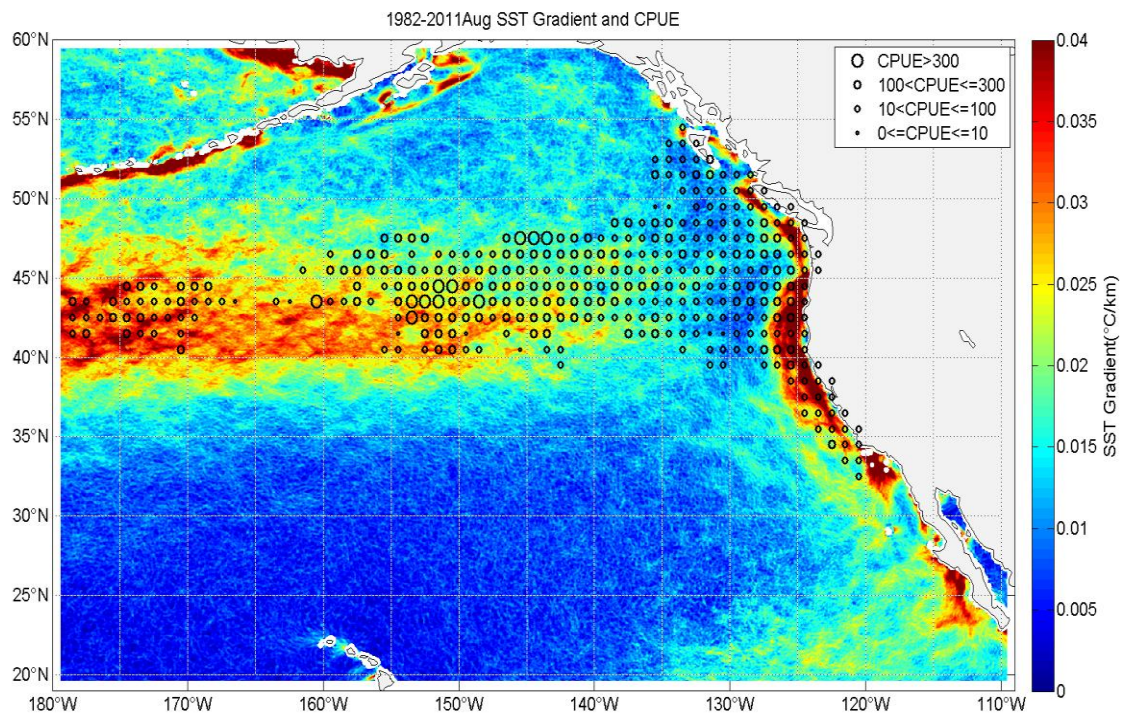 1982-2011Aug SST Gradient and CPUE
60°N
55°N
50°N
45°N
40°N
35°N
30°N
25°N
20°N
180°W
170°W
160°W
150°W
140°W
130°W
120°W
110°W
CPUE>300
100<CPUE<=300
10<CPUE<=100
0<=CPUE<=10
0.04
0.035
0.03
0.025
0.02
0.015
0.01
0.005
0
SST Gradient(°C/km)